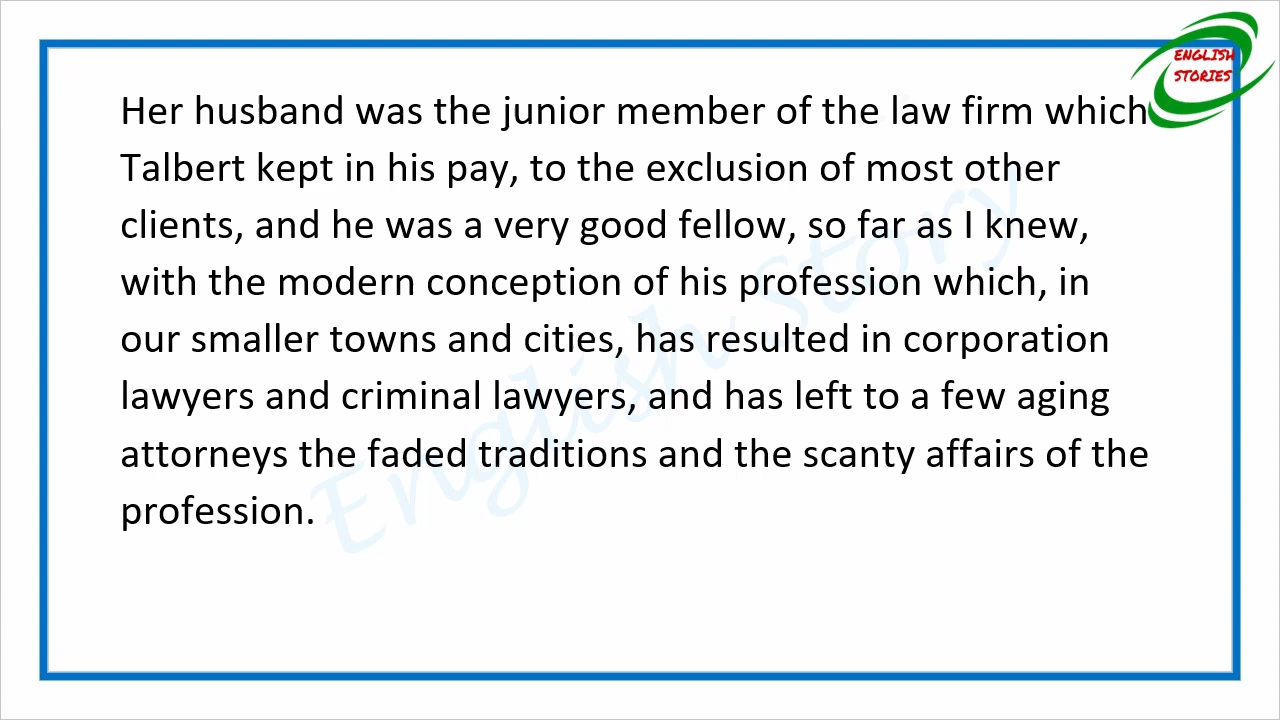 ENGLISH
STORIES
Her husband was the junior member of the law firm which
Talbert kept in his pay, to the exclusion of most other
clients, and he was a very good fellow, so far as I knew,
with the modern conception of his profession which, in
our smaller towns and cities, has resulted in corporation
lawyers and criminal lawyers, and has left to a few aging
attorneys the faded traditions and the scanty affairs of the
profession.
English Story